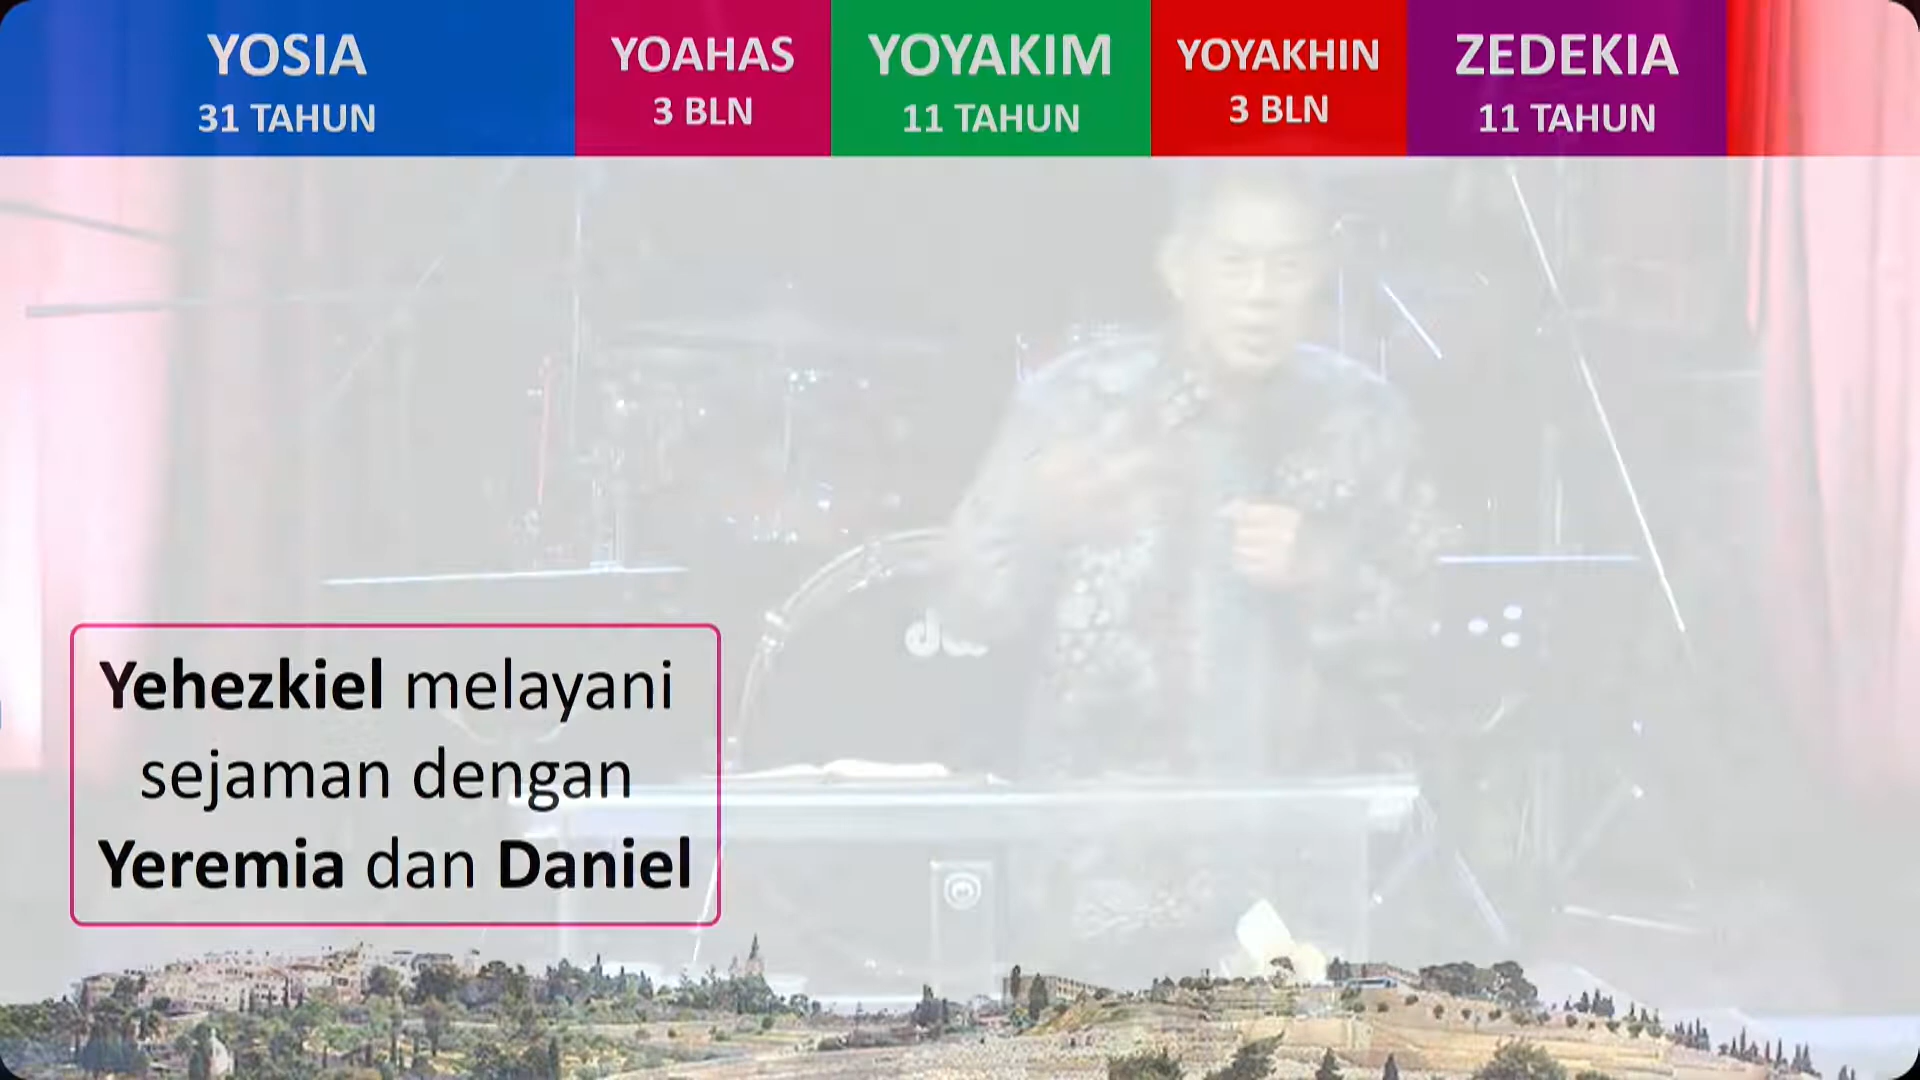 YOSIA
31 TAHUN
YOAHAS
3 BLN
YOYAKIM
11 TAHUN
YOYAKHIN
3 BLN
ZEDEKIA
11 TAHUN
Yehezkiel melayani
sejaman dengan
Yeremia dan Daniel